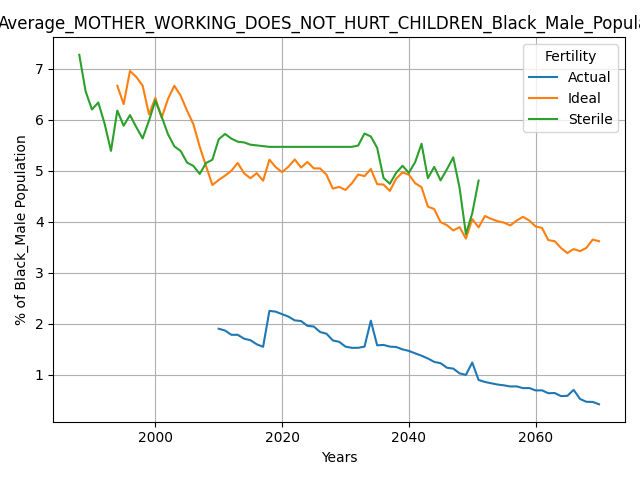 Average_MOTHER_WORKING_DOES_NOT_HURT_CHILDREN_Black_Male_Popula
Fertility
Actual
Ideal
Sterile
% of Black_Male Population
7
6
5
4
3
2
1
2000 2020 2040 2060
Years